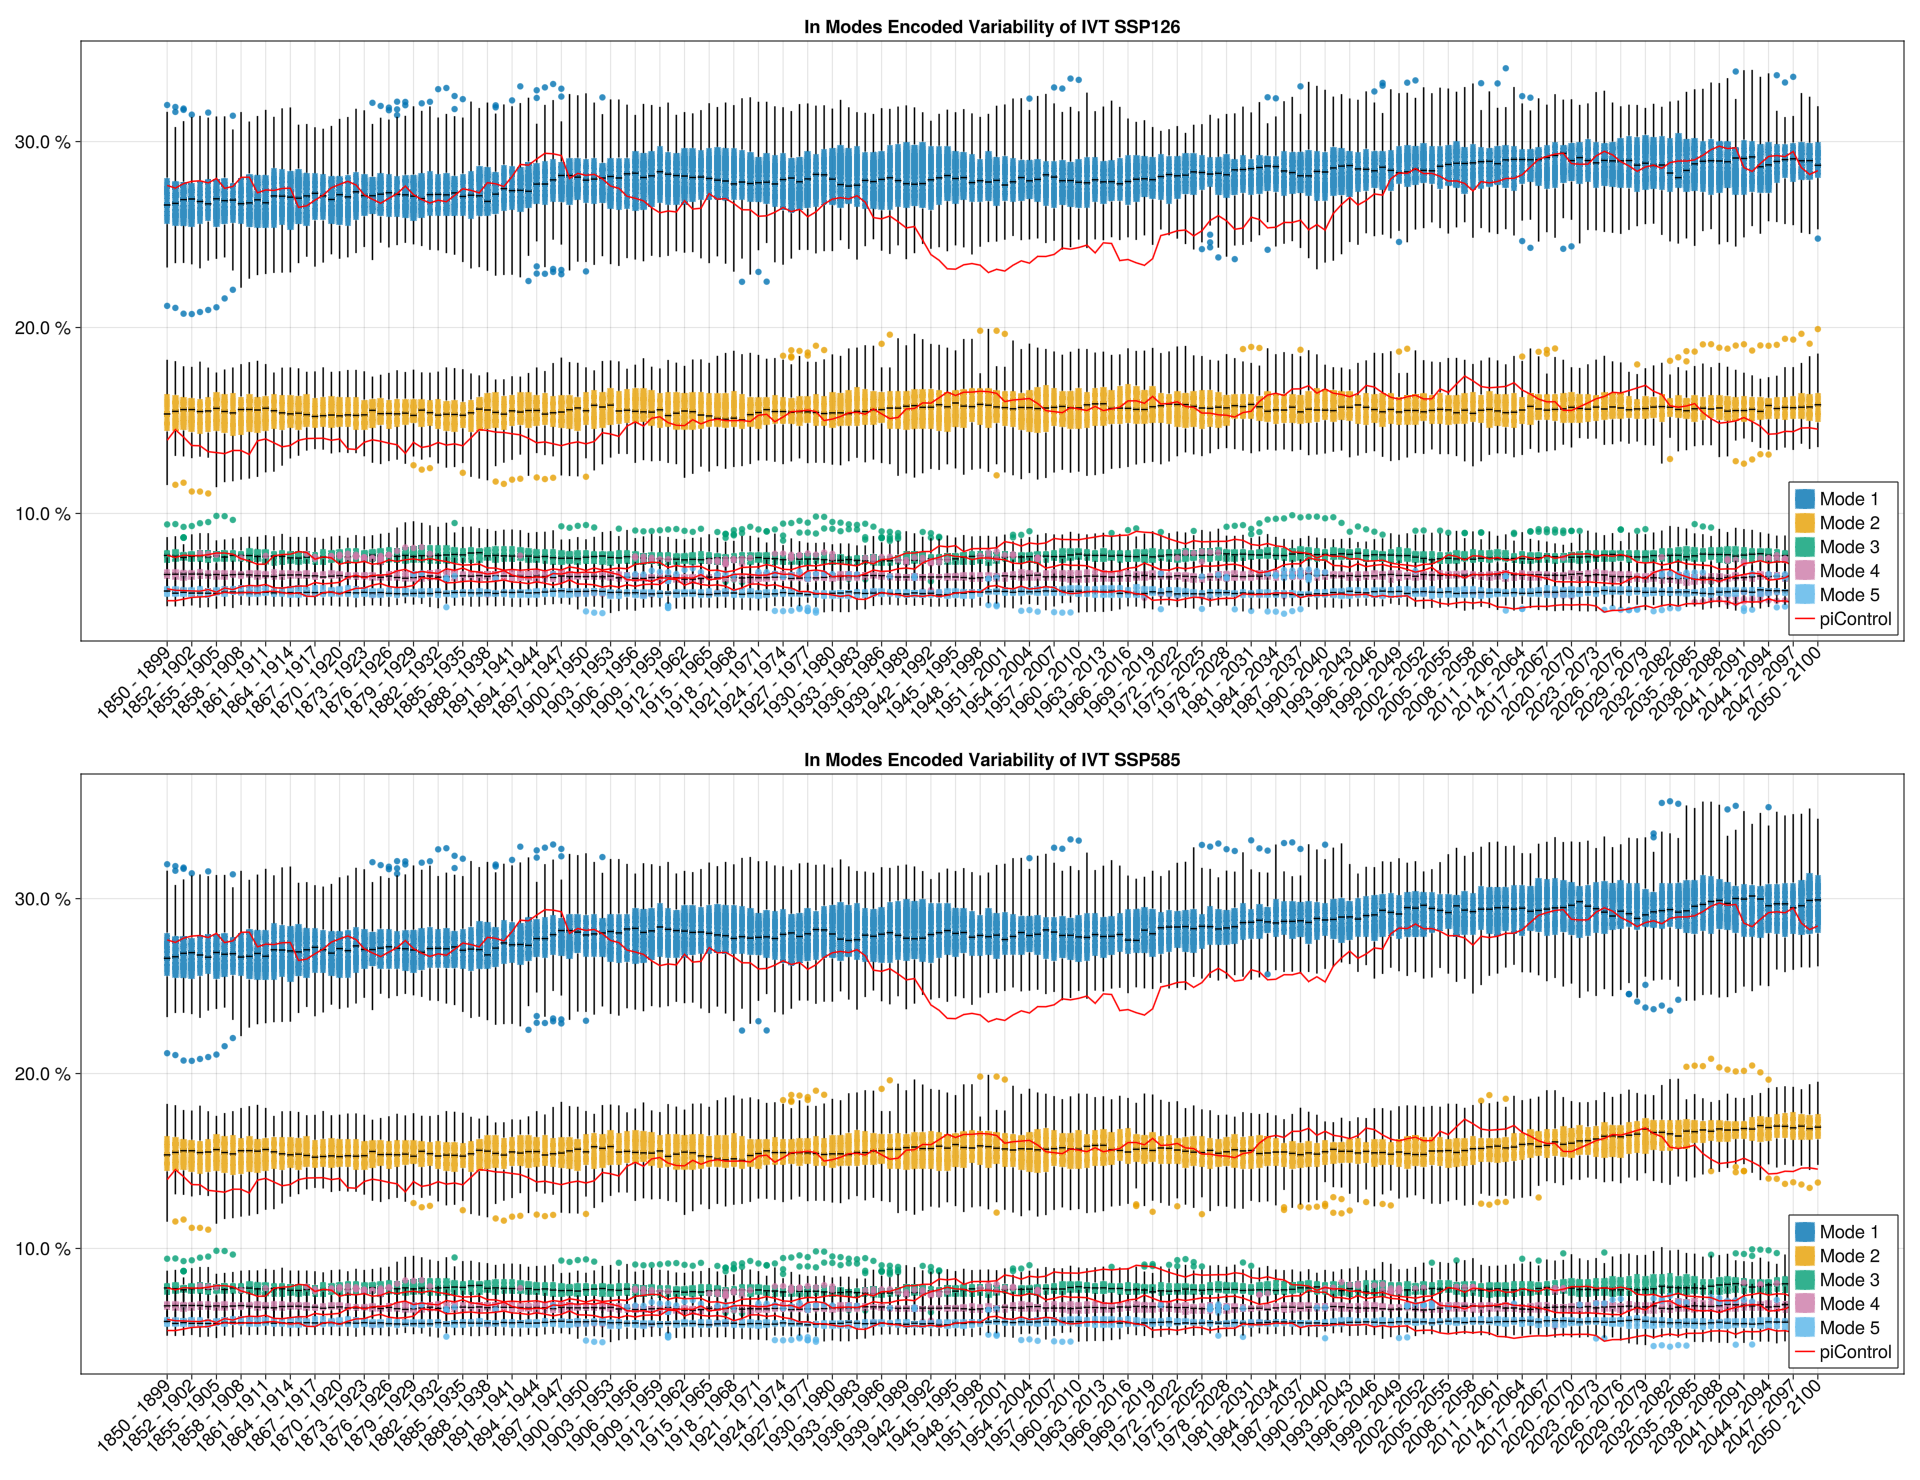 In Modes Encoded Variability of IVT SSP126
30.0 %
20.0 %
10.0 %
Mode 1
Mode 2
Mode 3
Mode 4
Mode 5
piControl
1850 - 1899
1852 - 1902
1855 - 1905
1858 - 1908
1861 - 1911
1864 - 1914
1867 - 1917
1870 - 1920
1873 - 1923
1876 - 1926
1879 - 1929
1882 - 1932
1885 - 1935
1888 - 1938
1891 - 1941
1894 - 1944
1897 - 1947
1900 - 1950
1903 - 1953
1906 - 1956
1909 - 1959
1912 - 1962
1915 - 1965
1918 - 1968
1921 - 1971
1924 - 1974
1927 - 1977
1930 - 1980
1933 - 1983
1936 - 1986
1939 - 1989
1942 - 1992
1945 - 1995
1948 - 1998
1951 - 2001
1954 - 2004
1957 - 2007
1960 - 2010
1963 - 2013
1966 - 2016
1969 - 2019
1972 - 2022
1975 - 2025
1978 - 2028
1981 - 2031
1984 - 2034
1987 - 2037
1990 - 2040
1993 - 2043
1996 - 2046
1999 - 2049
2002 - 2052
2005 - 2055
2008 - 2058
2011 - 2061
2014 - 2064
2017 - 2067
2020 - 2070
2023 - 2073
2026 - 2076
2029 - 2079
2032 - 2082
2035 - 2085
2038 - 2088
2041 - 2091
2044 - 2094
2047 - 2097
2050 - 2100
In Modes Encoded Variability of IVT SSP585
30.0 %
20.0 %
10.0 %
Mode 1
Mode 2
Mode 3
Mode 4
Mode 5
piControl
1850 - 1899
1852 - 1902
1855 - 1905
1858 - 1908
1861 - 1911
1864 - 1914
1867 - 1917
1870 - 1920
1873 - 1923
1876 - 1926
1879 - 1929
1882 - 1932
1885 - 1935
1888 - 1938
1891 - 1941
1894 - 1944
1897 - 1947
1900 - 1950
1903 - 1953
1906 - 1956
1909 - 1959
1912 - 1962
1915 - 1965
1918 - 1968
1921 - 1971
1924 - 1974
1927 - 1977
1930 - 1980
1933 - 1983
1936 - 1986
1939 - 1989
1942 - 1992
1945 - 1995
1948 - 1998
1951 - 2001
1954 - 2004
1957 - 2007
1960 - 2010
1963 - 2013
1966 - 2016
1969 - 2019
1972 - 2022
1975 - 2025
1978 - 2028
1981 - 2031
1984 - 2034
1987 - 2037
1990 - 2040
1993 - 2043
1996 - 2046
1999 - 2049
2002 - 2052
2005 - 2055
2008 - 2058
2011 - 2061
2014 - 2064
2017 - 2067
2020 - 2070
2023 - 2073
2026 - 2076
2029 - 2079
2032 - 2082
2035 - 2085
2038 - 2088
2041 - 2091
2044 - 2094
2047 - 2097
2050 - 2100